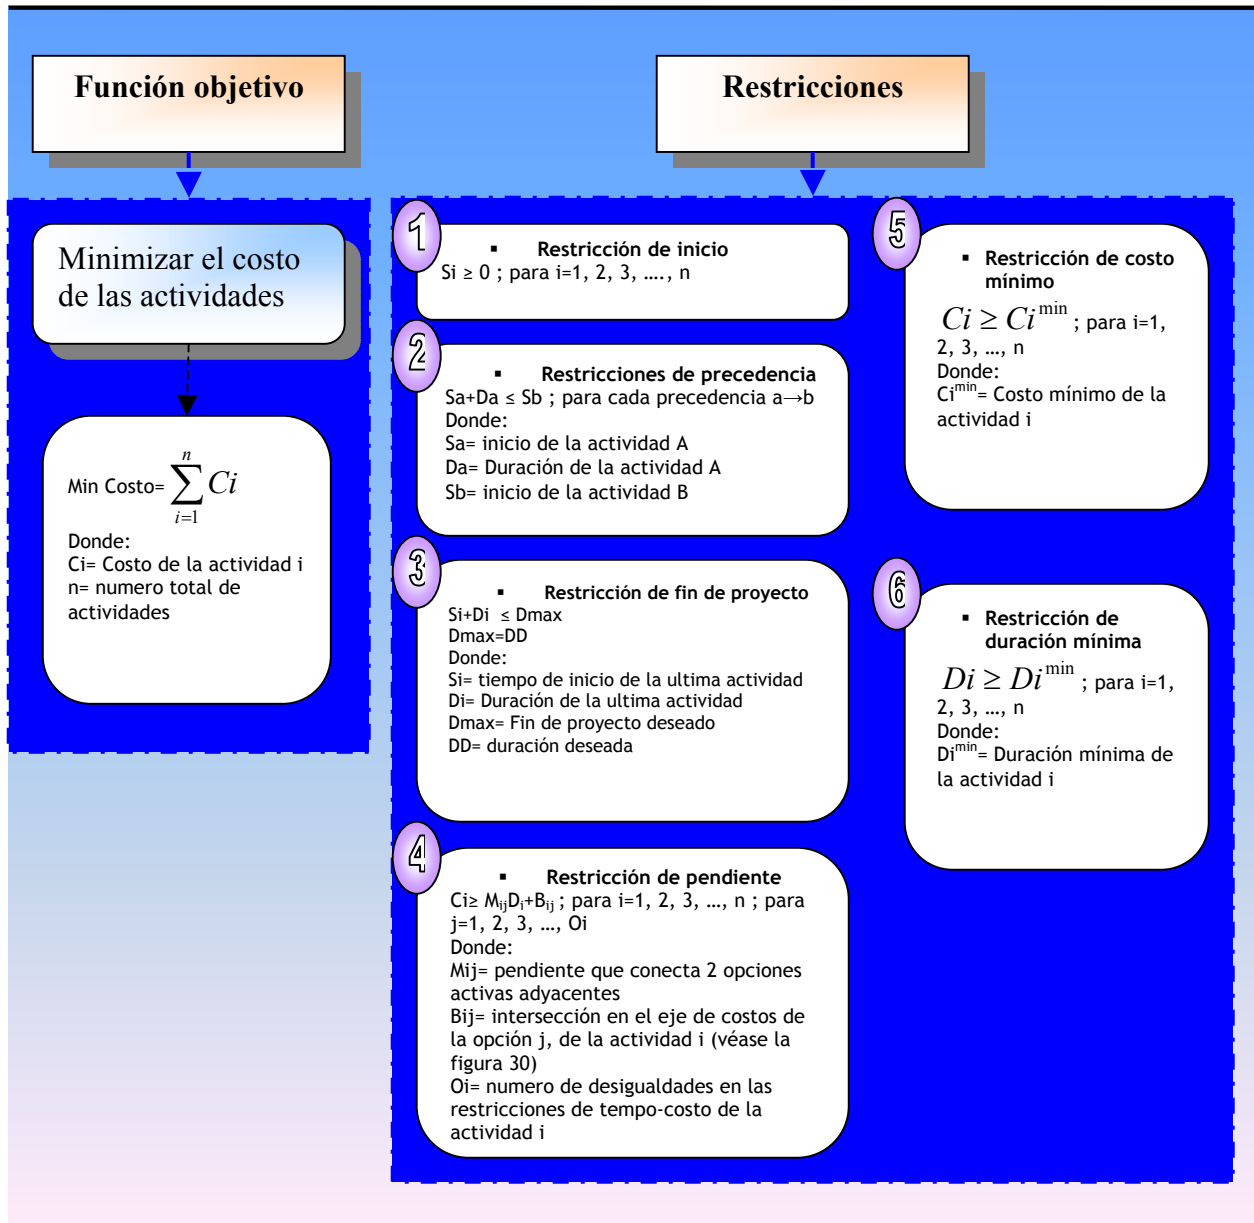 Función objetivo
Minimizar el costo
de las actividades
Min Costo= \sum_{i=1}^{n} Ci
Donde:
Ci= Costo de la actividad i
n= numero total de
actividades
Restricciones
1
▪ Restricción de inicio
Si ≥ 0 ; para i=1, 2, 3, …., n
2
▪ Restricciones de precedencia
Sa+Da ≤ Sb ; para cada precedencia a→b
Donde:
Sa= inicio de la actividad A
Da= Duración de la actividad A
Sb= inicio de la actividad B
3
▪ Restricción de fin de proyecto
Si+Di ≤ Dmax
Dmax=DD
Donde:
Si= tiempo de inicio de la ultima actividad
Di= Duración de la ultima actividad
Dmax= Fin de proyecto deseado
DD= duración deseada
4
▪ Restricción de pendiente
Ci≥ M_{ij}D_{i}+B_{ij} ; para i=1, 2, 3, …, n ; para
j=1, 2, 3, …, Oi
Donde:
Mij= pendiente que conecta 2 opciones
activas adyacentes
Bij= intersección en el eje de costos de
la opción j, de la actividad i (véase la
figura 30)
Oi= numero de desigualdades en las
restricciones de tempo-costo de la
actividad i
5
▪ Restricción de costo
mínimo
Ci ≥ Ci^{min} ; para i=1,
2, 3, …, n
Donde:
Ci^{min}= Costo mínimo de la
actividad i
6
▪ Restricción de
duración mínima
Di ≥ Di^{min} ; para i=1,
2, 3, …, n
Donde:
Di^{min}= Duración mínima de
la actividad i